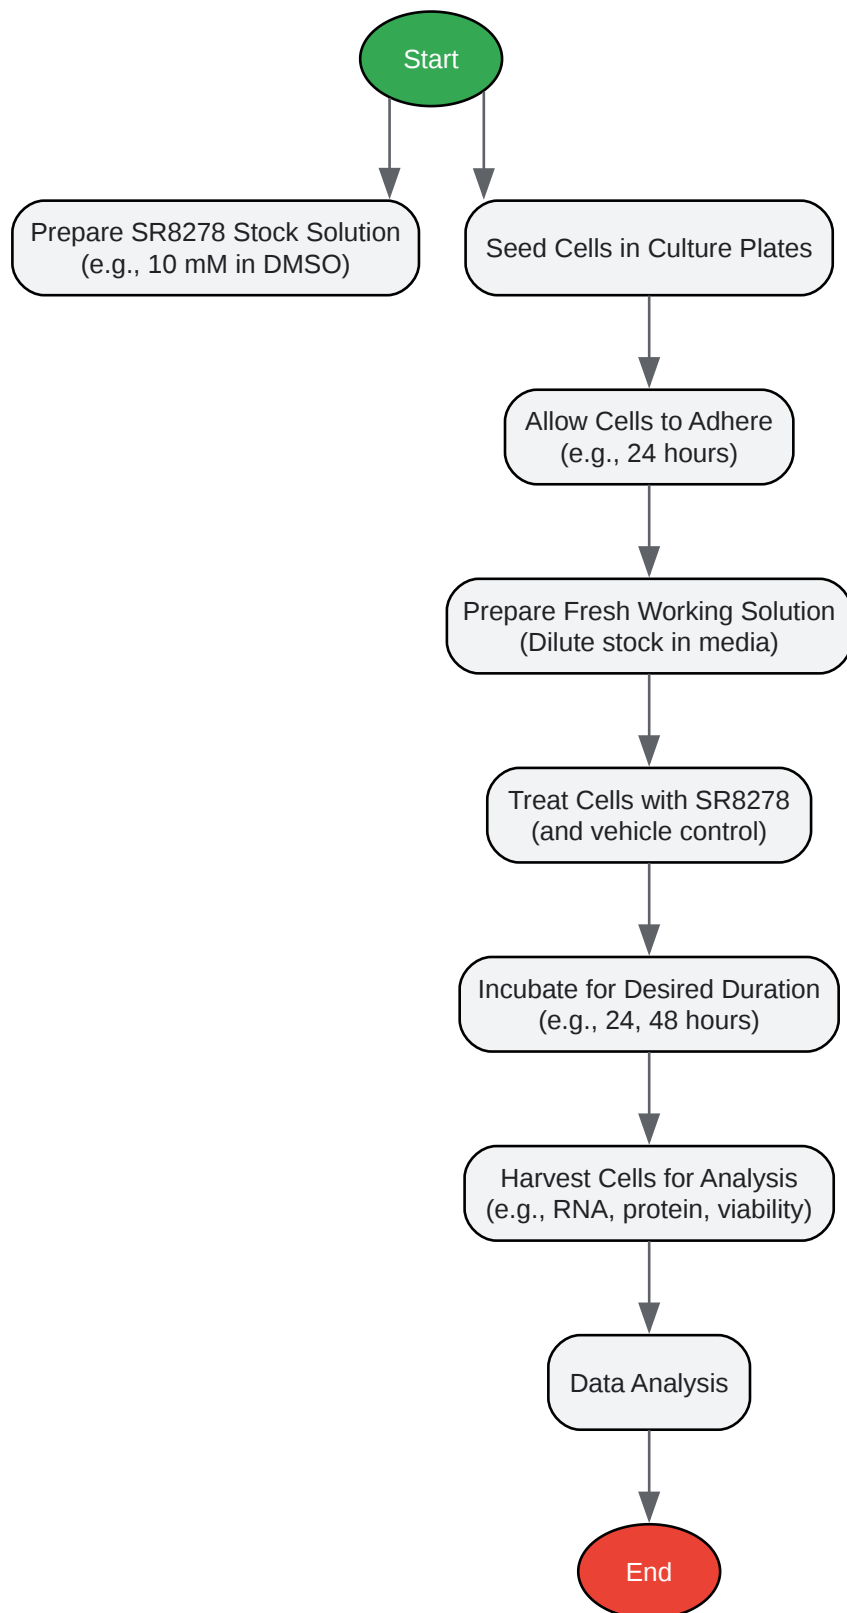 Start
Prepare SR8278 Stock Solution
(e.g., 10 mM in DMSO)
Seed Cells in Culture Plates
Allow Cells to Adhere
(e.g., 24 hours)
Prepare Fresh Working Solution
(Dilute stock in media)
Treat Cells with SR8278
(and vehicle control)
Incubate for Desired Duration
(e.g., 24, 48 hours)
Harvest Cells for Analysis
(e.g., RNA, protein, viability)
Data Analysis
End